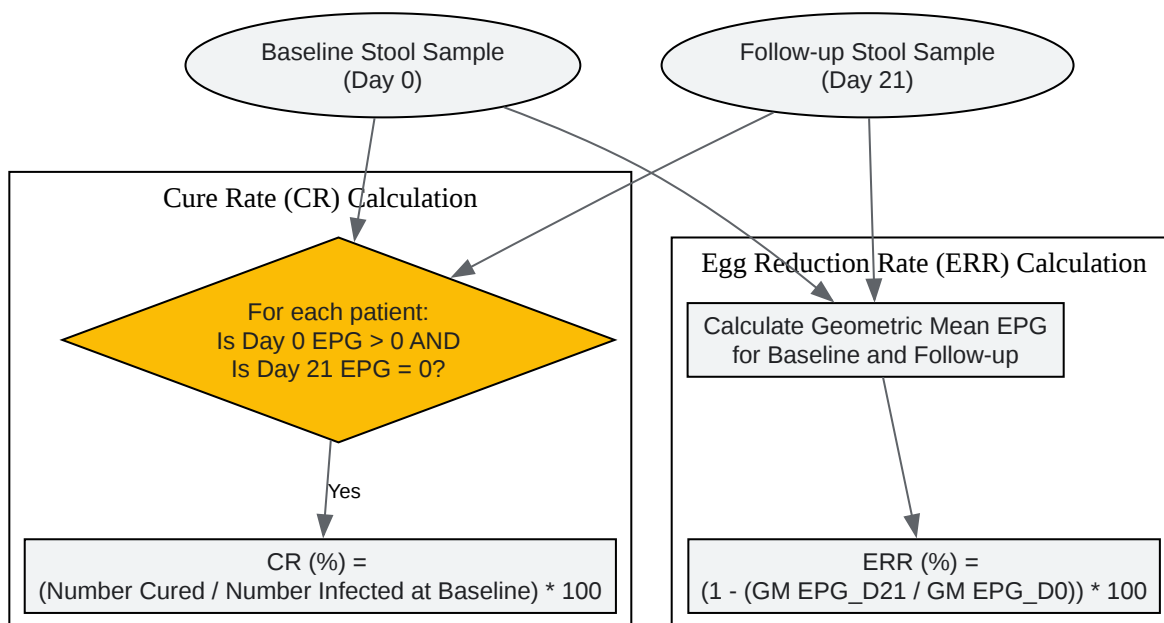 Baseline Stool Sample
(Day 0)
Follow-up Stool Sample
(Day 21)
Cure Rate (CR) Calculation
For each patient:
Is Day 0 EPG > 0 AND
Is Day 21 EPG = 0?
Yes
CR (%) =
(Number Cured / Number Infected at Baseline) * 100
Egg Reduction Rate (ERR) Calculation
Calculate Geometric Mean EPG
for Baseline and Follow-up
ERR (%) =
(1 - (GM EPG_D21 / GM EPG_D0)) * 100